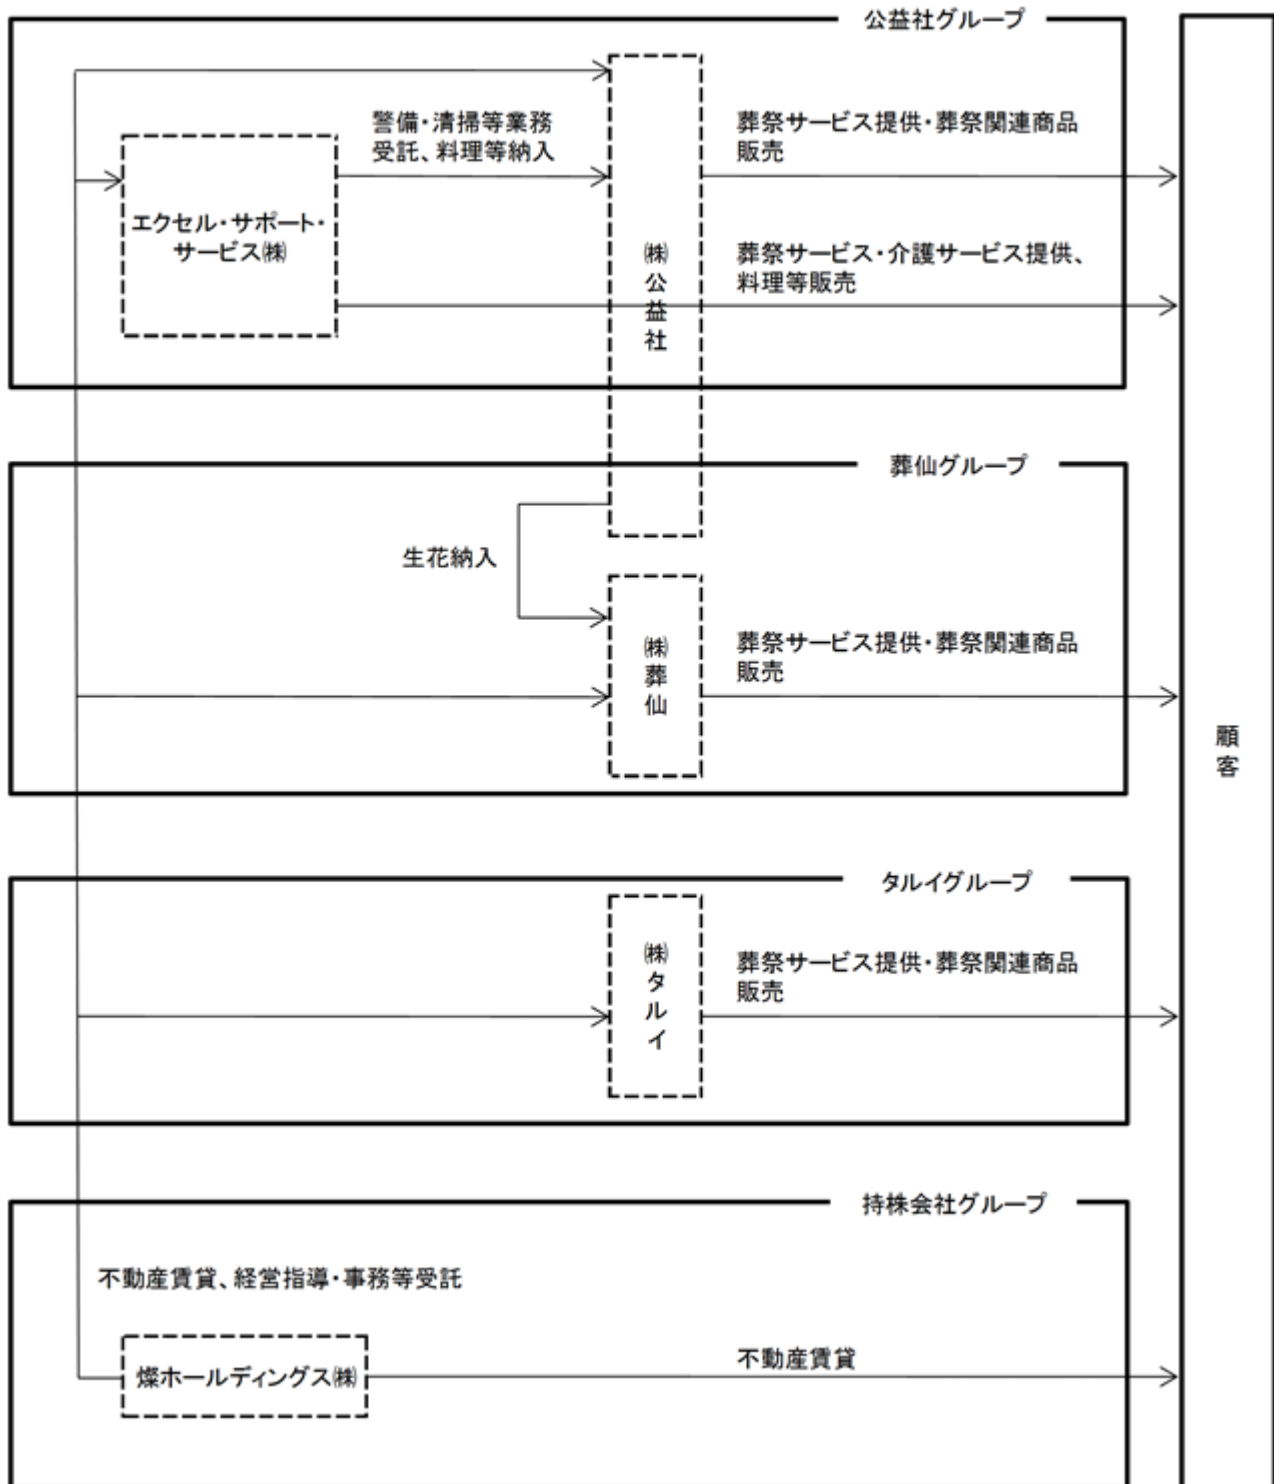 公益社グループ
警備・清掃等業務
受託、料理等納入
葬祭サービス提供・葬祭関連商品
販売
エクセル・サポート・
サービス㈱
㈱公益社
葬祭サービス・介護サービス提供、
料理等販売
葬仙グループ
生花納入
㈱葬仙
葬祭サービス提供・葬祭関連商品
販売
顧客
タルイグループ
㈱タルイ
葬祭サービス提供・葬祭関連商品
販売
持株会社グループ
不動産賃貸、経営指導・事務等受託
燦ホールディングス㈱
不動産賃貸